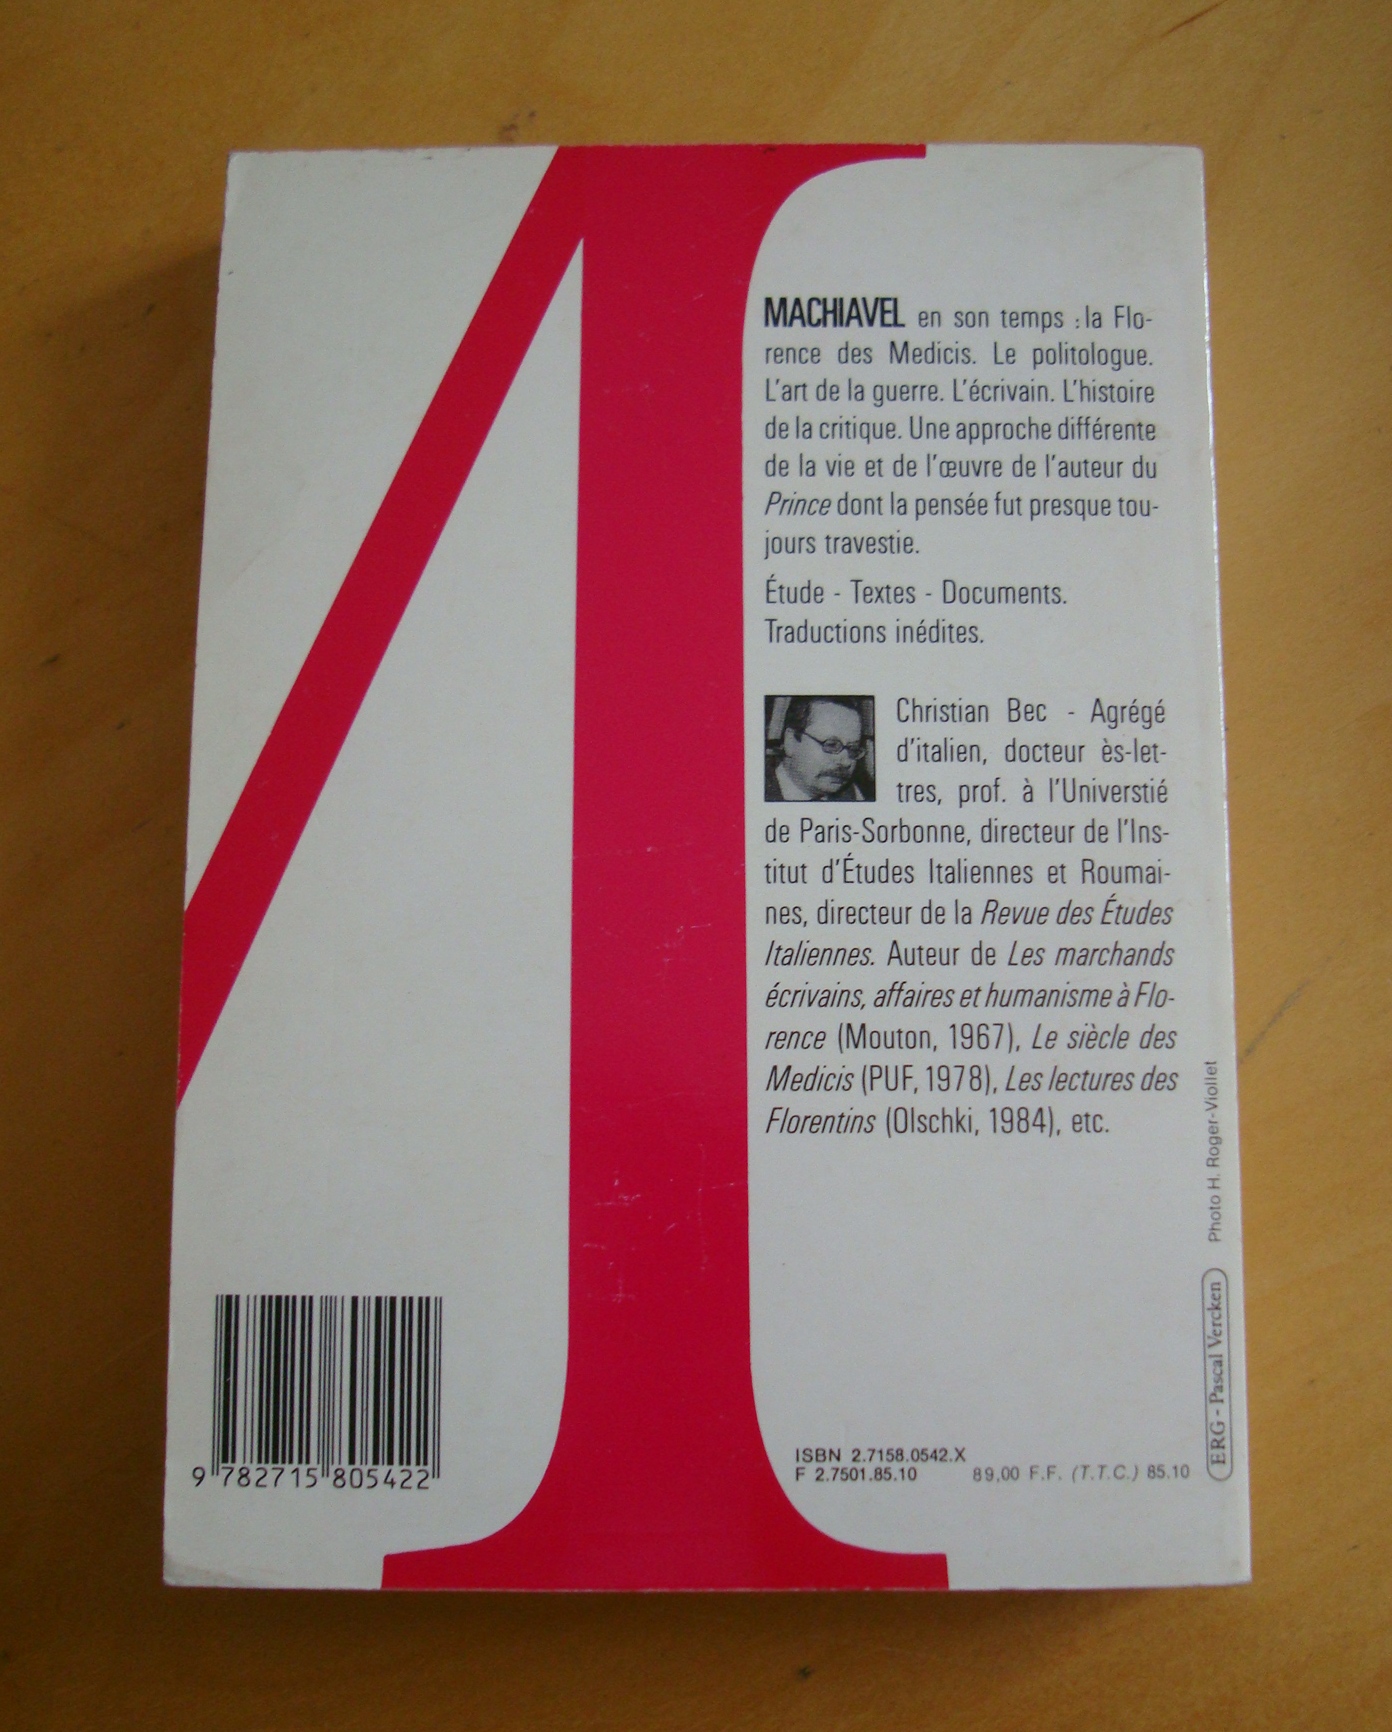 MACHIAVEL en son temps : la Flo-
rence des Medicis. Le politologue.
L'art de la guerre. L'écrivain. L'histoire
de la critique. Une approche différente
de la vie et de l'œuvre de l'auteur du
Prince dont la pensée fut presque tou-
jours travestie.
Étude - Textes - Documents.
Traductions inédites.
Christian Bec - Agrégé
d'italien, docteur ès-let-
tres, prof. à l'Universtié
de Paris-Sorbonne, directeur de l'Ins-
titut d'Études Italiennes et Roumai-
nes, directeur de la Revue des Études
Italiennes. Auteur de Les marchands
écrivains, affaires et humanisme à Flo-
rence (Mouton, 1967), Le siècle des
Medicis (PUF, 1978), Les lectures des
Florentins (Olschki, 1984), etc.
Photo H. Roger-Viollet
ERG - Pascal Vercken
ISBN 2.7158.0542.X
F 2.7501.85.10 89,00 F.F. (T.T.C.) 85.10
9 782715 805422